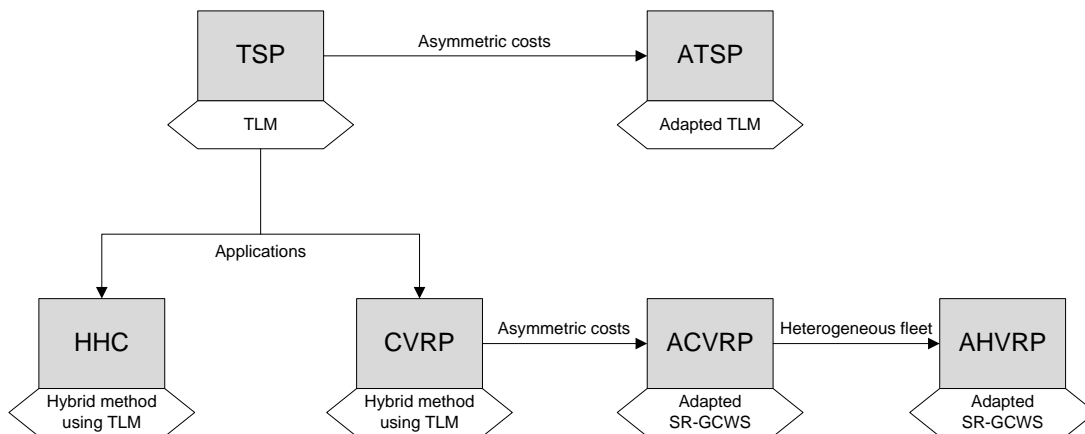 TSP
Asymmetric costs
ATSP
TLM
Adapted TLM
Applications
HHC
CVRP
Asymmetric costs
ACVRP
Heterogeneous fleet
AHVRP
Hybrid method
using TLM
Hybrid method
using TLM
Adapted
SR-GCWS
Adapted
SR-GCWS